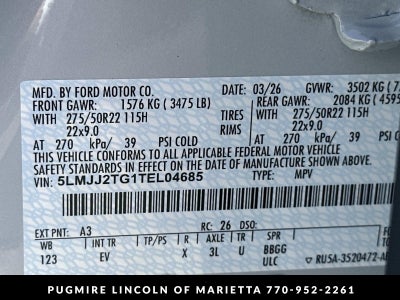 MFD. BY FORD MOTOR CO. 03/26 GVWR: 3502 KG
FRONT GAWR: 1576 KG (3475 LB) REAR GAWR: 2084 KG (4595
WITH 275/50R22 115H TIRES WITH 275/50R22 115H
22x9.0 RIMS 22x9.0
AT 270 kPa/ 39 PSI COLD AT 270 kPa/ 39
THIS VEHICLE CONFORMS TO ALL APPLICABLE FEDERAL MOTOR VEHICLE
SAFETY STANDARDS IN EFFECT ON THE DATE OF MANUFACTURE SHOWN ABOVE.
VIN: 5LMJJ2TG1TEL04685 TYPE: MPV
EXT PNT: A3 RC: 26 DSO:
WB INT TR TP/PS R AXLE TR SPR
123 EV X 3L U BBGG
ULC RUSA-3520472-A
PUGMIRE LINCOLN OF MARIETTA 770-952-2261